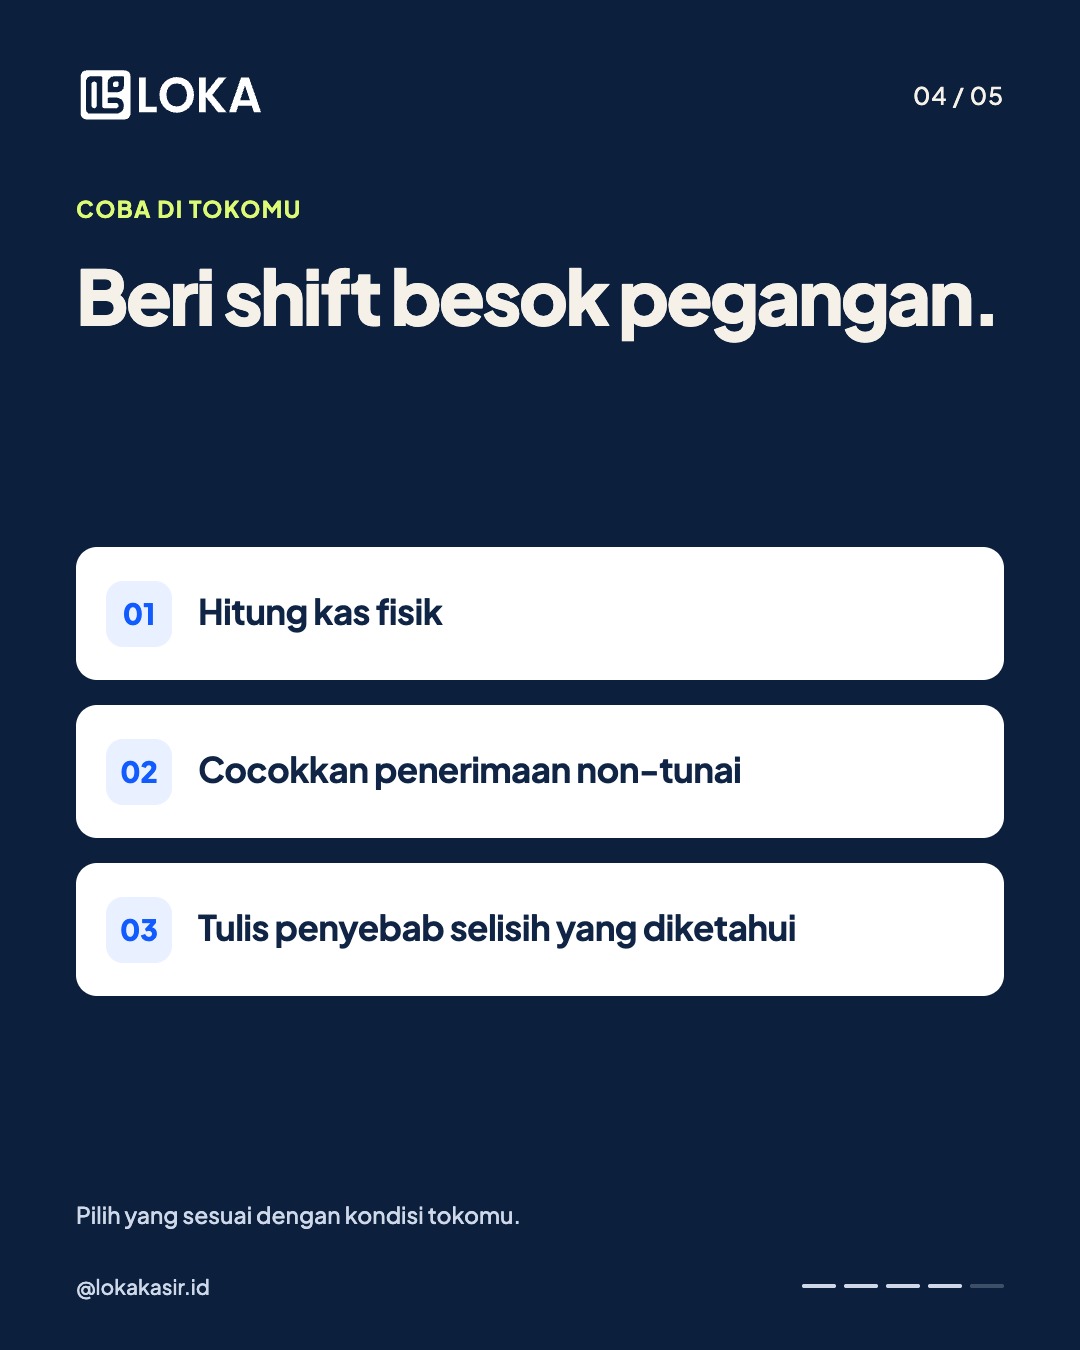 LOKA
04 / 05
COBA DI TOKOMU
Beri shift besok pegangan.
01 Hitung kas fisik
02 Cocokkan penerimaan non-tunai
03 Tulis penyebab selisih yang diketahui
Pilih yang sesuai dengan kondisi tokomu.
@lokakasir.id